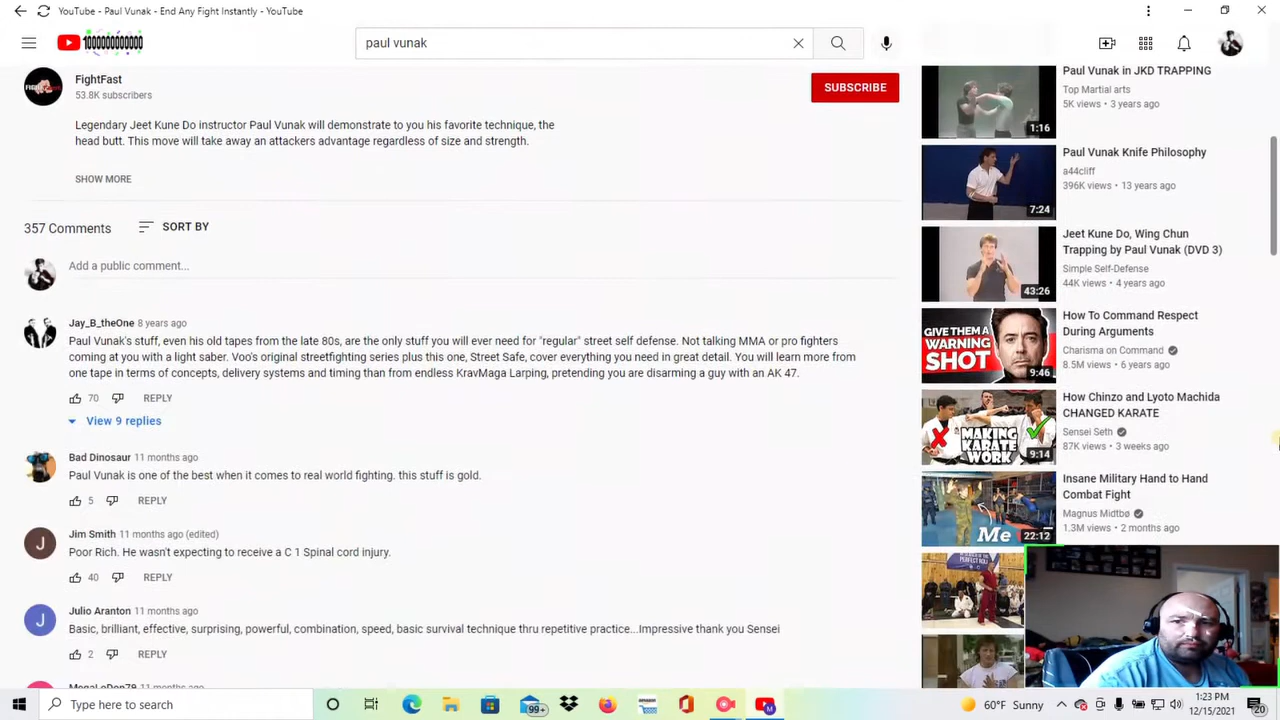 YouTube - Paul Vunak - End Any Fight Instantly - YouTube
100000000000
paul vunak
FightFast
53.8K subscribers
SUBSCRIBE
Legendary Jeet Kune Do instructor Paul Vunak will demonstrate to you his favorite technique, the
head butt. This move will take away an attackers advantage regardless of size and strength.
SHOW MORE
357 Comments
SORT BY
Add a public comment...
Jay_B_theOne 8 years ago
Paul Vunak's stuff, even his old tapes from the late 80s, are the only stuff you will ever need for "regular" street self defense. Not talking MMA or pro fighters
coming at you with a light saber. Voo's original streetfighting series plus this one, Street Safe, cover everything you need in great detail. You will learn more from
one tape in terms of concepts, delivery systems and timing than from endless KravMaga Larping, pretending you are disarming a guy with an AK 47.
70 REPLY
View 9 replies
Bad Dinosaur 11 months ago
Paul Vunak is one of the best when it comes to real world fighting. this stuff is gold.
5 REPLY
J
Jim Smith 11 months ago (edited)
Poor Rich. He wasn't expecting to receive a C 1 Spinal cord injury.
40 REPLY
J
Julio Aranton 11 months ago
Basic, brilliant, effective, surprising, powerful, combination, speed, basic survival technique thru repetitive practice...Impressive thank you Sensei
2 REPLY
Paul Vunak in JKD TRAPPING
Top Martial arts
5K views • 3 years ago
1:16
Paul Vunak Knife Philosophy
a44cliff
396K views • 13 years ago
7:24
Jeet Kune Do, Wing Chun
Trapping by Paul Vunak (DVD 3)
Simple Self-Defense
44K views • 4 years ago
43:26
GIVE THEM A
WARNING
SHOT
9:46
How To Command Respect
During Arguments
Charisma on Command
8.5M views • 6 years ago
MAKING
KARATE
WORK
9:14
How Chinzo and Lyoto Machida
CHANGED KARATE
Sensei Seth
87K views • 3 weeks ago
Me
22:12
Insane Military Hand to Hand
Combat Fight
Magnus Midtbø
1.3M views • 2 months ago
Type here to search
99+
60°F Sunny
1:23 PM
12/15/2021
20